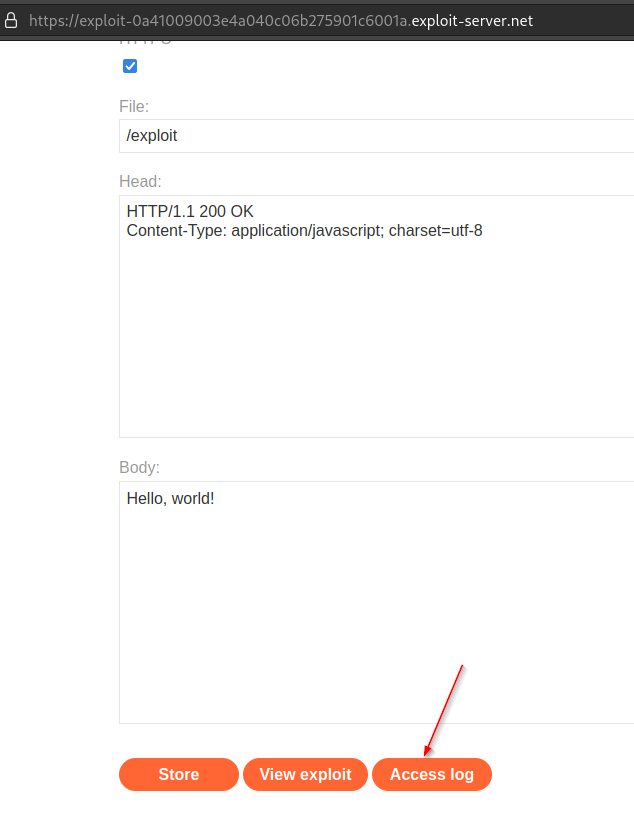 https://exploit-0a41009003e4a040c06b275901c6001a.exploit-server.net
File:
/exploit
Head:
HTTP/1.1 200 OK
Content-Type: application/javascript; charset=utf-8
Body:
Hello, world!
Store
View exploit
Access log